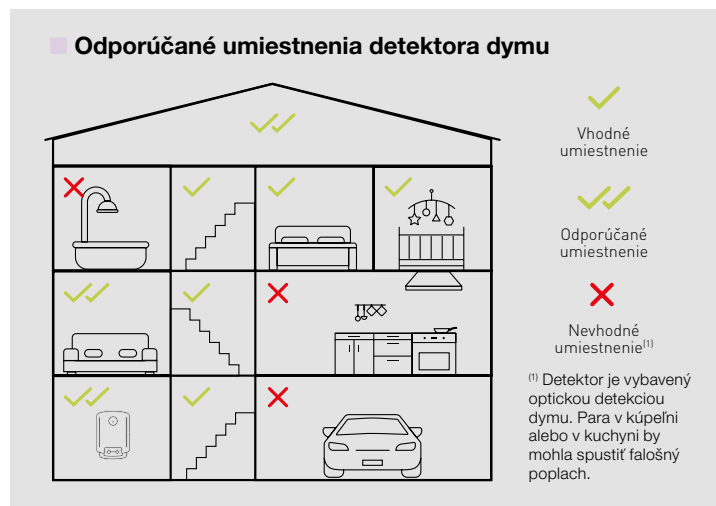 Odporúčané umiestnenia detektora dymu
Vhodné
umiestnenie
Odporúčané
umiestnenie
Nevhodné
umiestnenie(1)
(1) Detektor je vybavený
optickou detekciou
dymu. Para v kúpeľni
alebo v kuchyni by
mohla spustiť falošný
poplach.